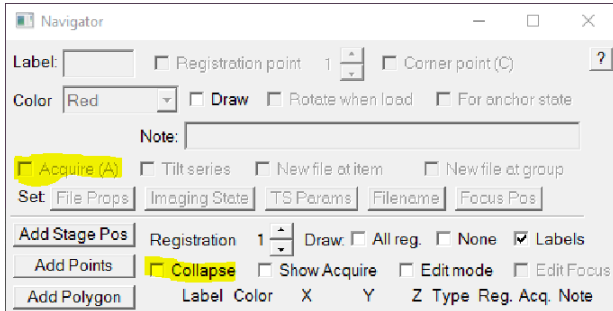 Navigator
Label: Registration point 1 Corner point (C) ?
Color Red Draw Rotate when load For anchor state
Note:
Acquire (A) Tilt series New file at item New file at group
Set: File Props Imaging State TS Params Filename Focus Pos
Add Stage Pos Registration 1 Draw: All reg. None Labels
Add Points Collapse Show Acquire Edit mode Edit Focus
Add Polygon Label Color X Y Z Type Reg. Acq. Note